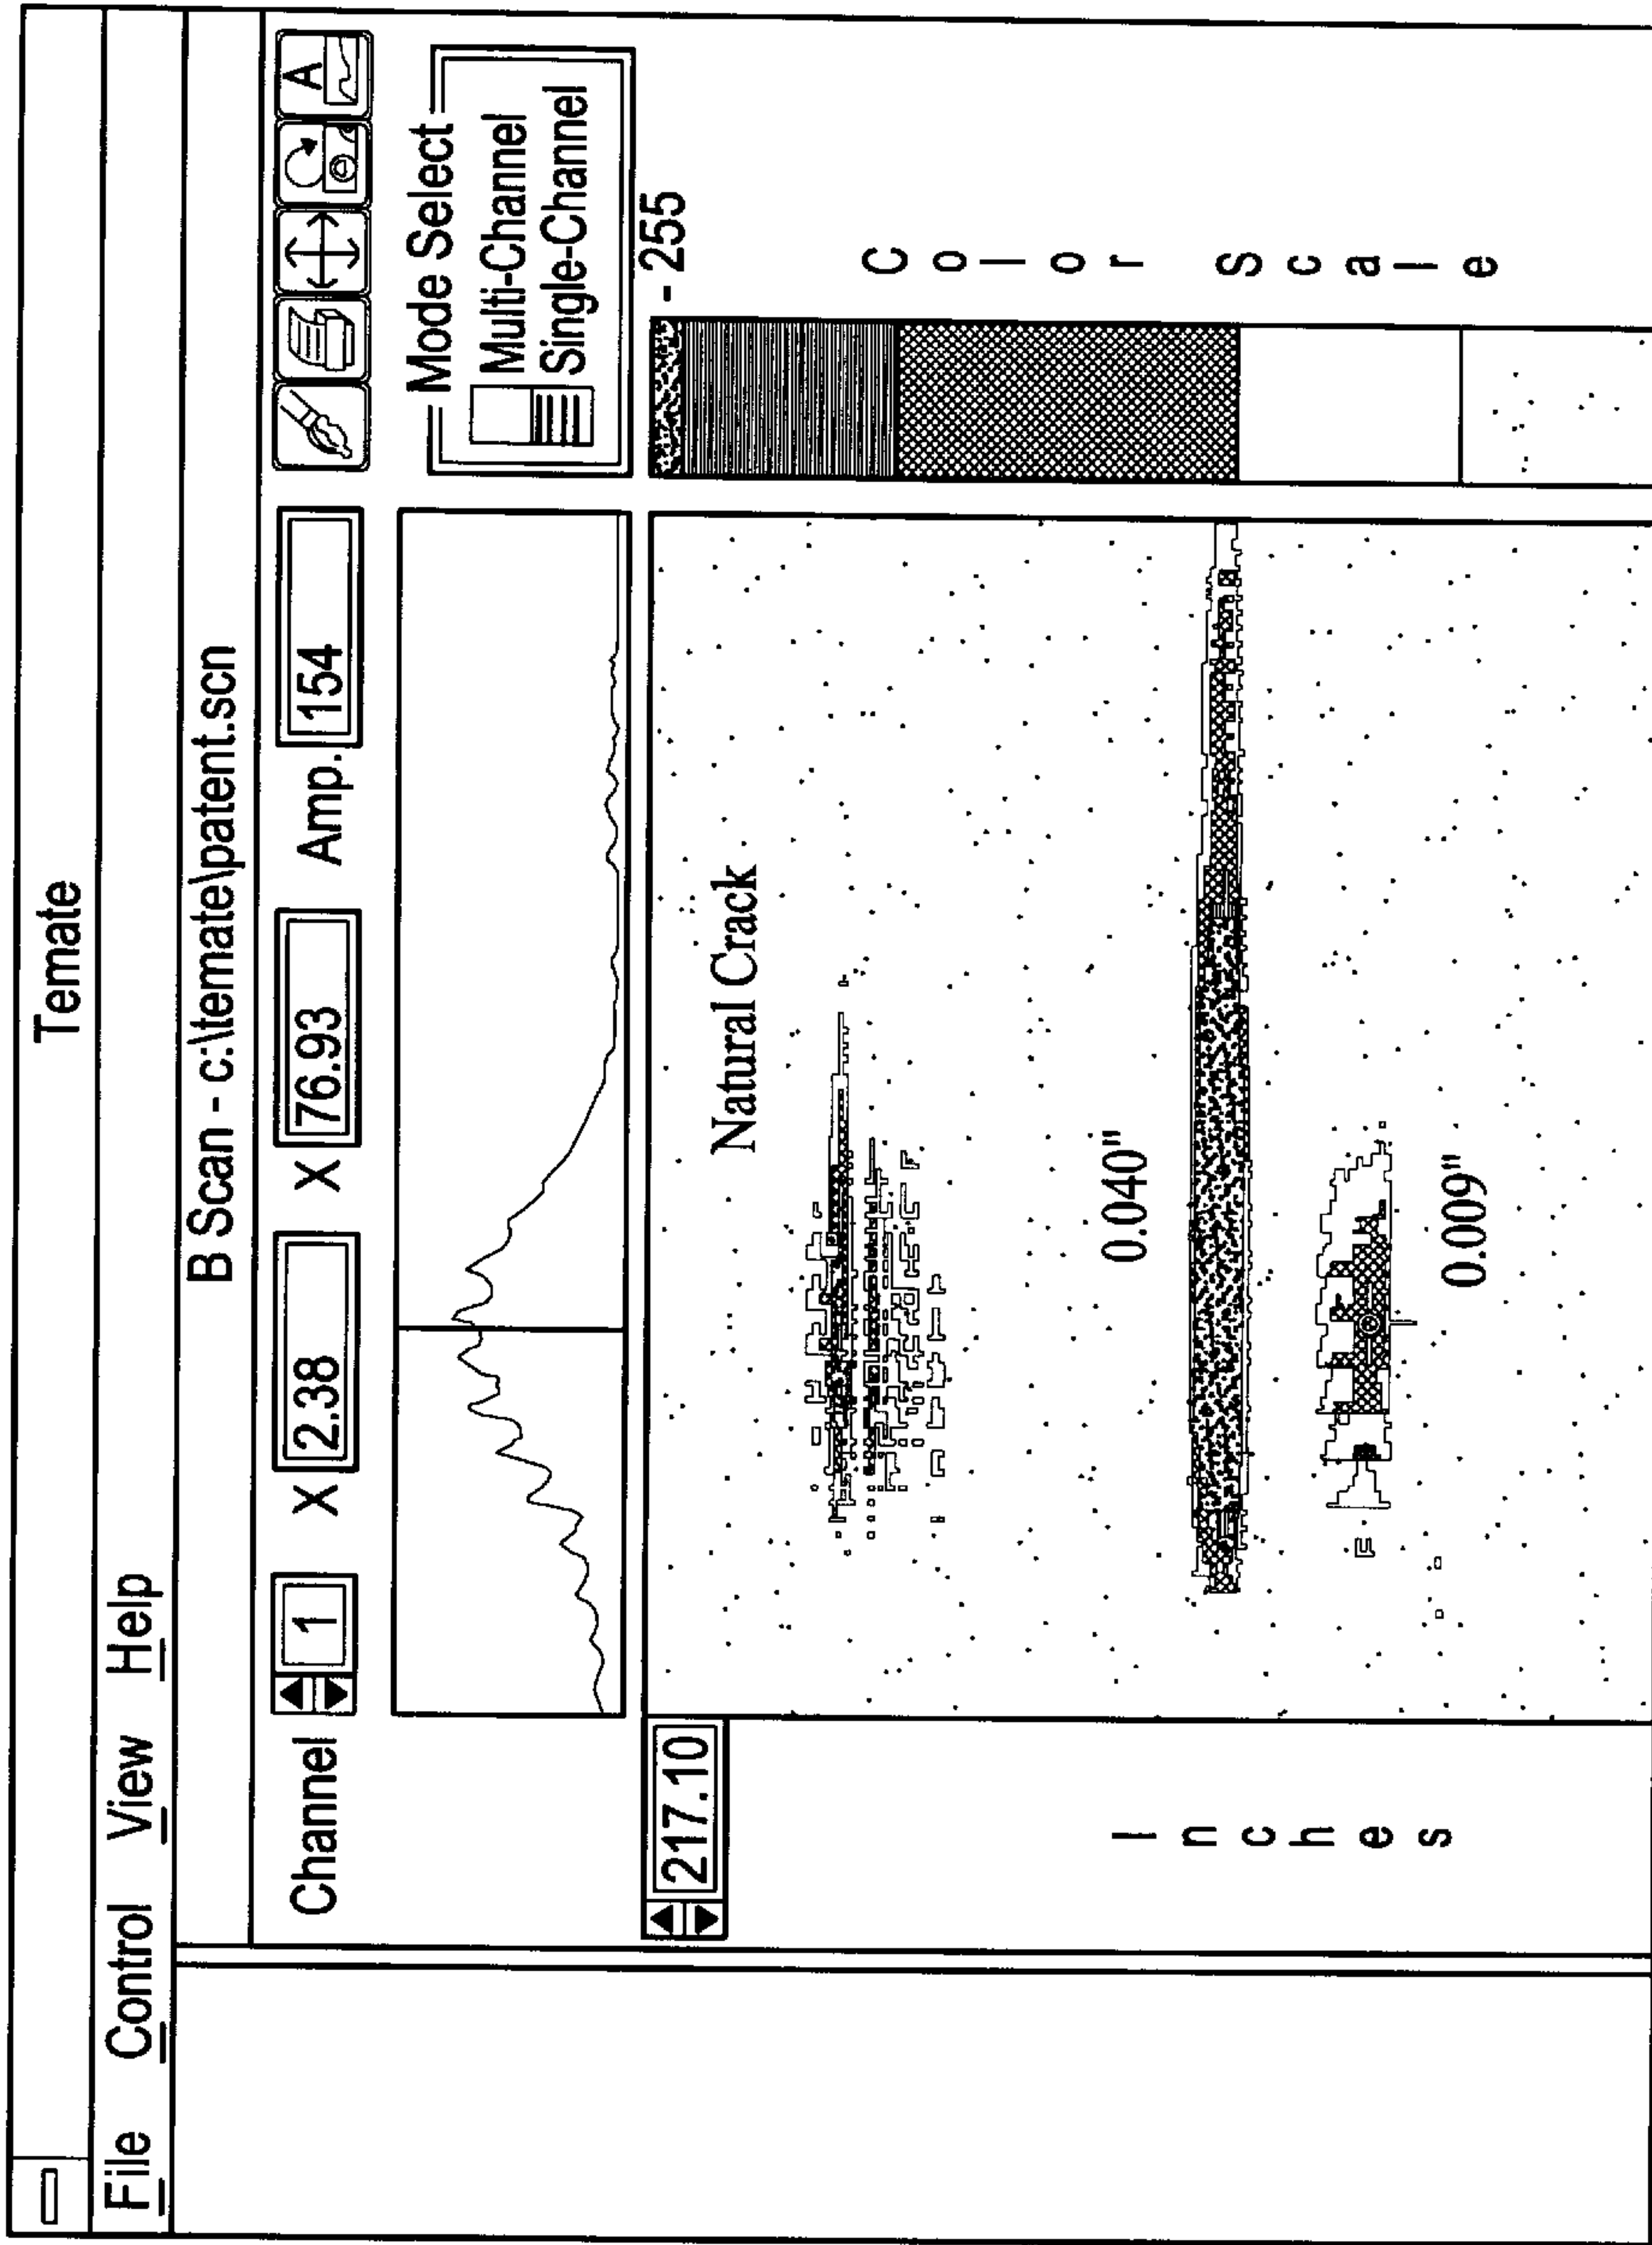 Temate
File Control View Help
B Scan - c:\temate\patent.scn
Channel 1 X 2.38 X 76.93 Amp. 154
A
Mode Select
Multi-Channel
Single-Channel
217.10
- 255
Natural Crack
0.040"
0.009"
Inches
Color Scale